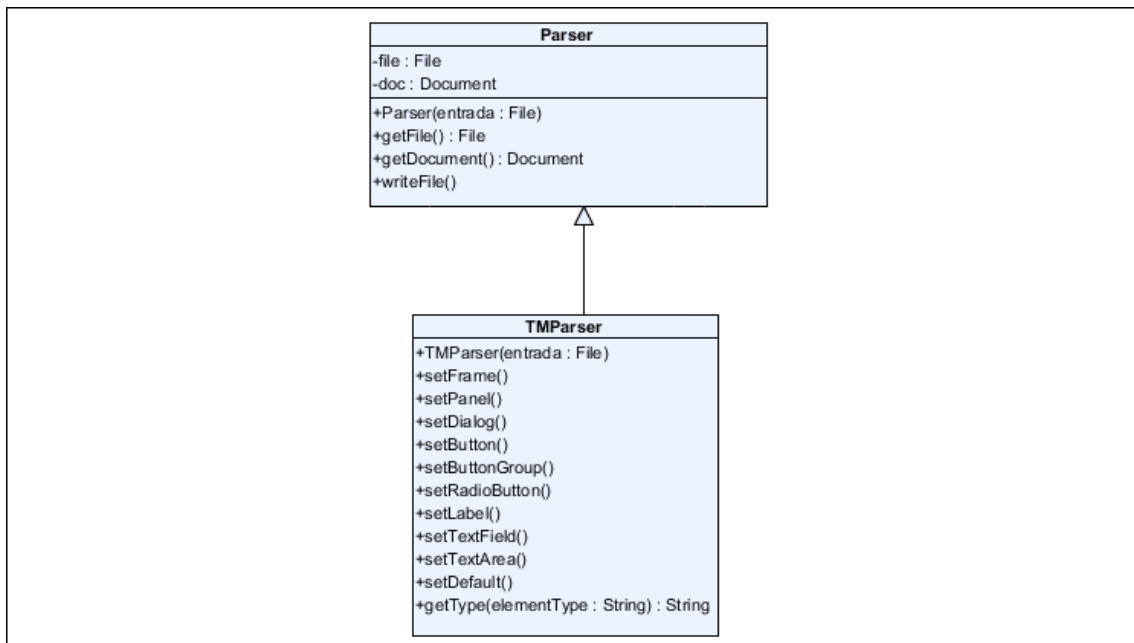 Parser
-file : File
-doc : Document
+Parser(entrada : File)
+getFile() : File
+getDocument() : Document
+writeFile()
TMParser
+TMParser(entrada : File)
+setFrame()
+setPanel()
+setDialog()
+setButton()
+setButtonGroup()
+setRadioButton()
+setLabel()
+setTextField()
+setTextArea()
+setDefault()
+getType(elementType : String) : String